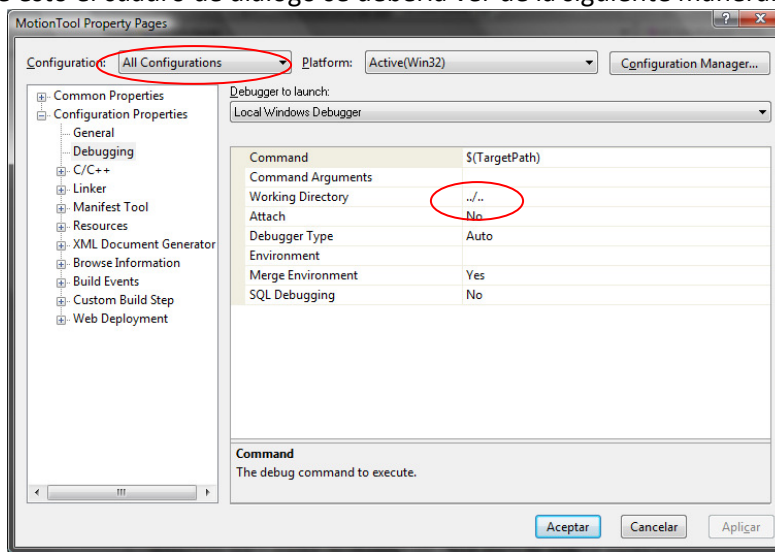 esto el cuadro de diálogo se debería ver de la siguiente manera
MotionTool Property Pages
Configuration: All Configurations Platform: Active(Win32) Configuration Manager...
Debugger to launch:
Local Windows Debugger
Common Properties
Configuration Properties
General
Debugging
C/C++
Linker
Manifest Tool
Resources
XML Document Generator
Browse Information
Build Events
Custom Build Step
Web Deployment
Command $(TargetPath)
Command Arguments
Working Directory ../..
Attach No
Debugger Type Auto
Environment
Merge Environment Yes
SQL Debugging No
Command
The debug command to execute.
Aceptar Cancelar Aplicar